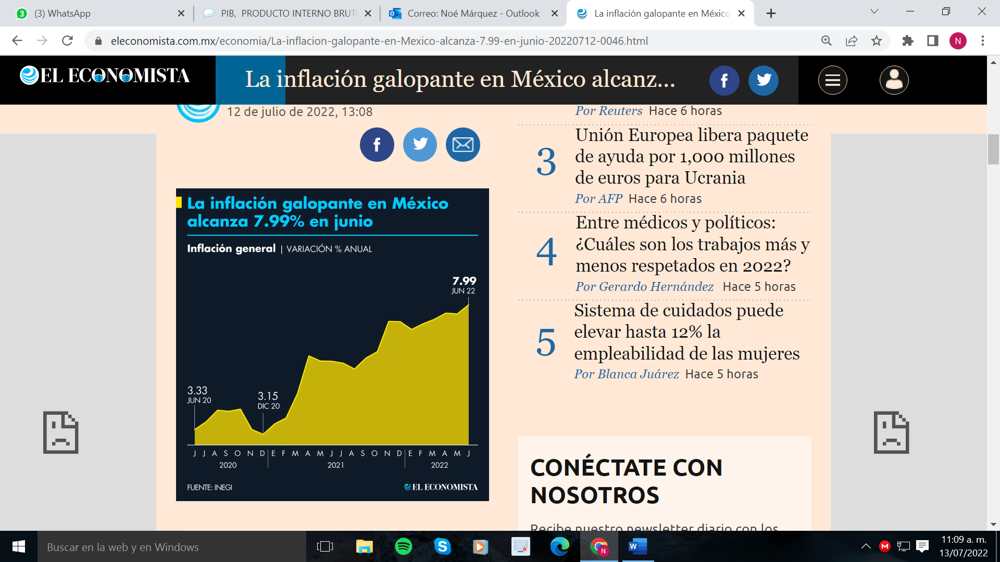 (3) WhatsApp
PIB, PRODUCTO INTERNO BRUT
Correo: Noé Márquez - Outlook
La inflación galopante en México
eleconomista.com.mx/economia/La-inflacion-galopante-en-Mexico-alcanza-7.99-en-junio-20220712-0046.html
N
EL ECONOMISTA
La inflación galopante en México alcanz...
12 de julio de 2022, 13:08
La inflación galopante en México
alcanza 7.99% en junio
Inflación general | VARIACIÓN % ANUAL
7.99
JUN 22
3.33
JUN 20
3.15
DIC 20
J J A S O N D E F M A M J J A S O N D E F M A M J
2020 2021 2022
FUENTE: INEGI
EL ECONOMISTA
Por Reuters Hace 6 horas
3
Unión Europea libera paquete
de ayuda por 1,000 millones
de euros para Ucrania
Por AFP Hace 6 horas
4
Entre médicos y políticos:
¿Cuáles son los trabajos más y
menos respetados en 2022?
Por Gerardo Hernández Hace 5 horas
5
Sistema de cuidados puede
elevar hasta 12% la
empleabilidad de las mujeres
Por Blanca Juárez Hace 5 horas
CONÉCTATE CON
NOSOTROS
Recibe nuestro newsletter diario con los
Buscar en la web y en Windows
11:09 a. m.
13/07/2022